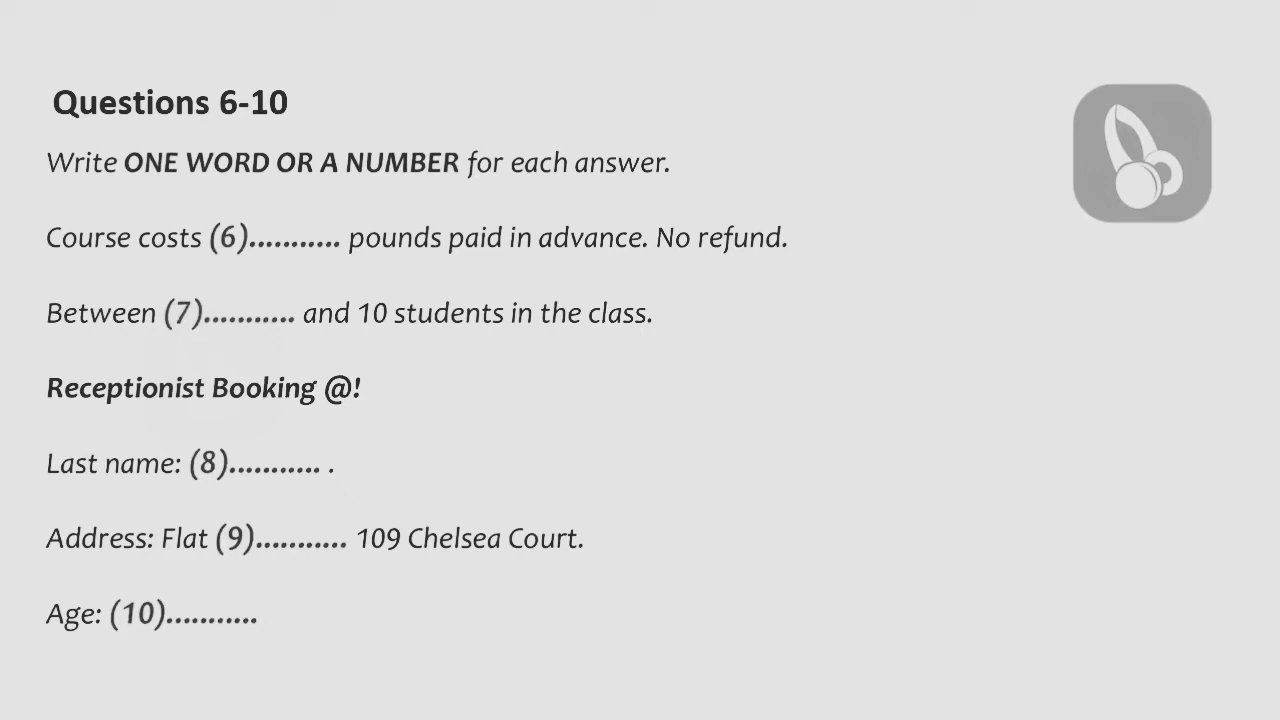 Questions 6-10
Write ONE WORD OR A NUMBER for each answer.
Course costs (6)........... pounds paid in advance. No refund.
Between (7)........... and 10 students in the class.
Receptionist Booking @!
Last name: (8)........... .
Address: Flat (9)........... 109 Chelsea Court.
Age: (10)...........